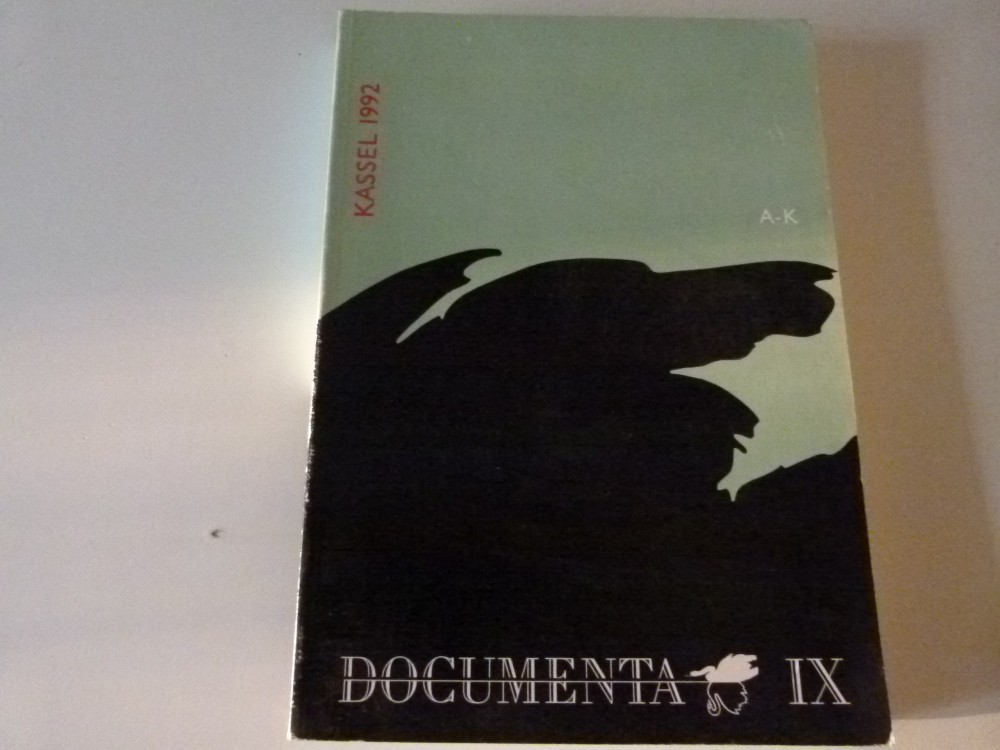 KASSEL 1992
A-K
DOCUMENTA IX